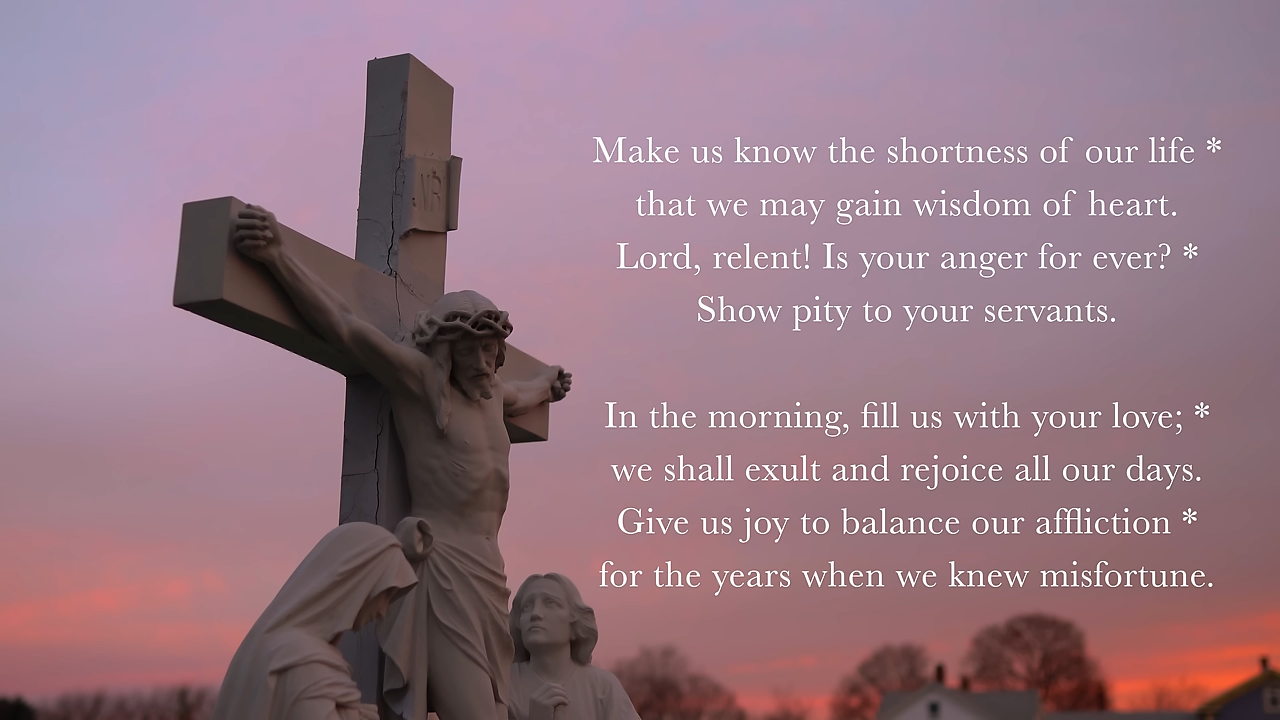 Make us know the shortness of our life *
that we may gain wisdom of heart.
Lord, relent! Is your anger for ever? *
Show pity to your servants.
In the morning, fill us with your love; *
we shall exult and rejoice all our days.
Give us joy to balance our affliction *
for the years when we knew misfortune.